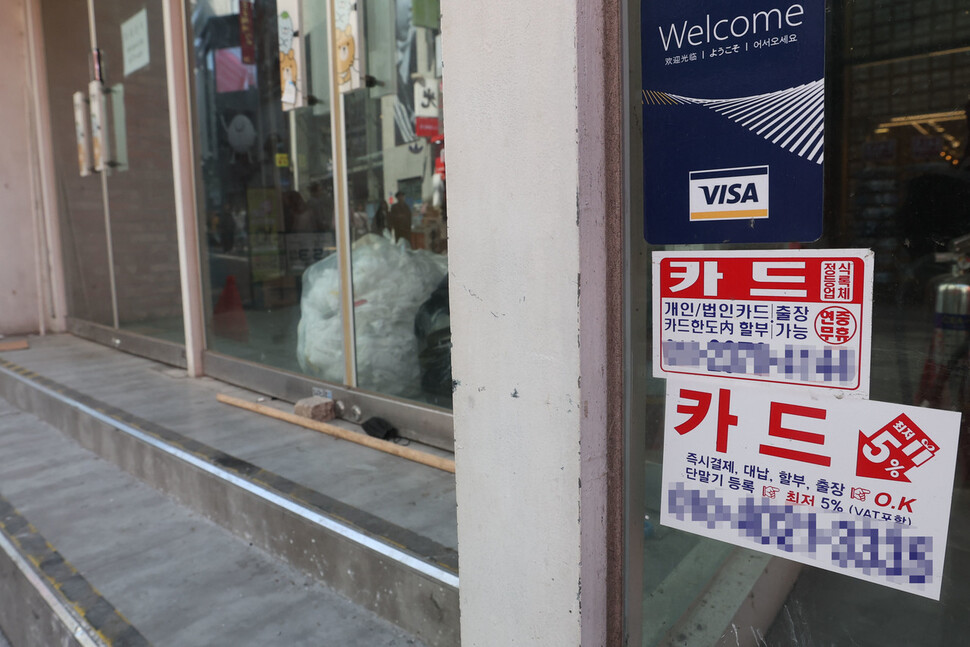 Welcome
欢迎光临 | ようこそ | 어서오세요
VISA
카드 정식등록업체
개인/법인카드 출장
카드한도內 할부 가능
연중무휴
카드 최저 5%
즉시결제, 대납, 할부, 출장 ☞ O.K
단말기 등록 ☞ 최저 5% (VAT포함)